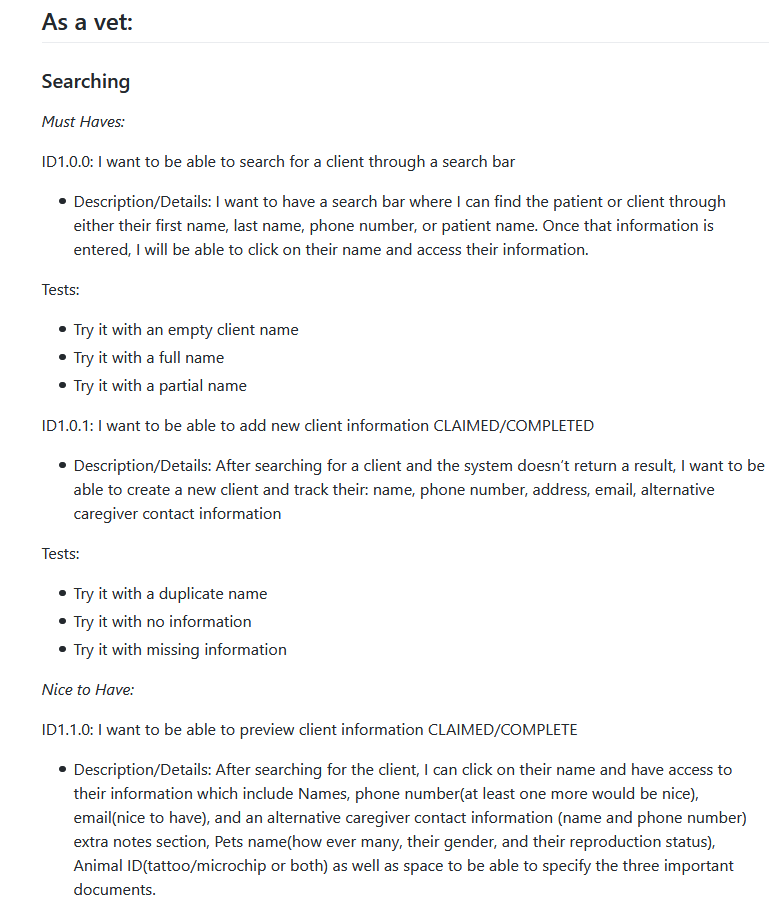 As a vet:
Searching
Must Haves:
ID1.0.0: I want to be able to search for a client through a search bar
• Description/Details: I want to have a search bar where I can find the patient or client through
either their first name, last name, phone number, or patient name. Once that information is
entered, I will be able to click on their name and access their information.
Tests:
• Try it with an empty client name
• Try it with a full name
• Try it with a partial name
ID1.0.1: I want to be able to add new client information CLAIMED/COMPLETED
• Description/Details: After searching for a client and the system doesn't return a result, I want to be
able to create a new client and track their: name, phone number, address, email, alternative
caregiver contact information
Tests:
• Try it with a duplicate name
• Try it with no information
• Try it with missing information
Nice to Have:
ID1.1.0: I want to be able to preview client information CLAIMED/COMPLETE
• Description/Details: After searching for the client, I can click on their name and have access to
their information which include Names, phone number(at least one more would be nice),
email(nice to have), and an alternative caregiver contact information (name and phone number)
extra notes section, Pets name(how ever many, their gender, and their reproduction status),
Animal ID(tattoo/microchip or both) as well as space to be able to specify the three important
documents.